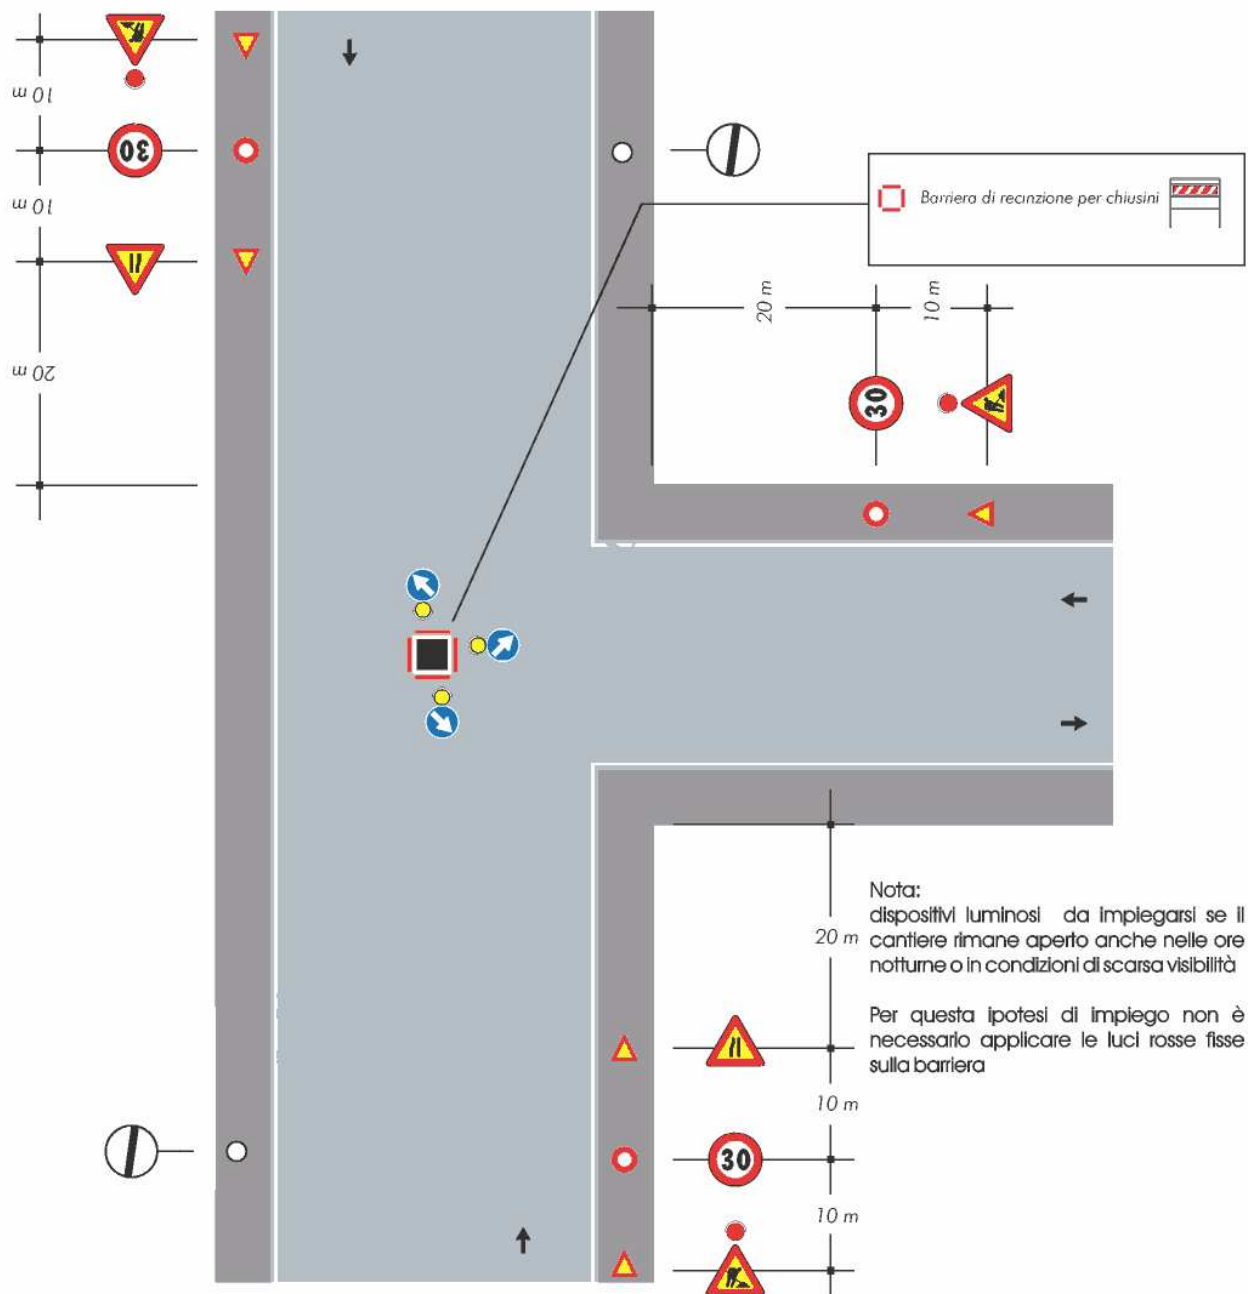 10 m
30
10 m
20 m
Barriera di recinzione per chiusini
20 m
10 m
30
Nota:
dispositivi luminosi da impiegarsi se il
cantiere rimane aperto anche nelle ore
notturne o in condizioni di scarsa visibilità
Per questa ipotesi di impiego non è
necessario applicare le luci rosse fisse
sulla barriera
20 m
10 m
30
10 m